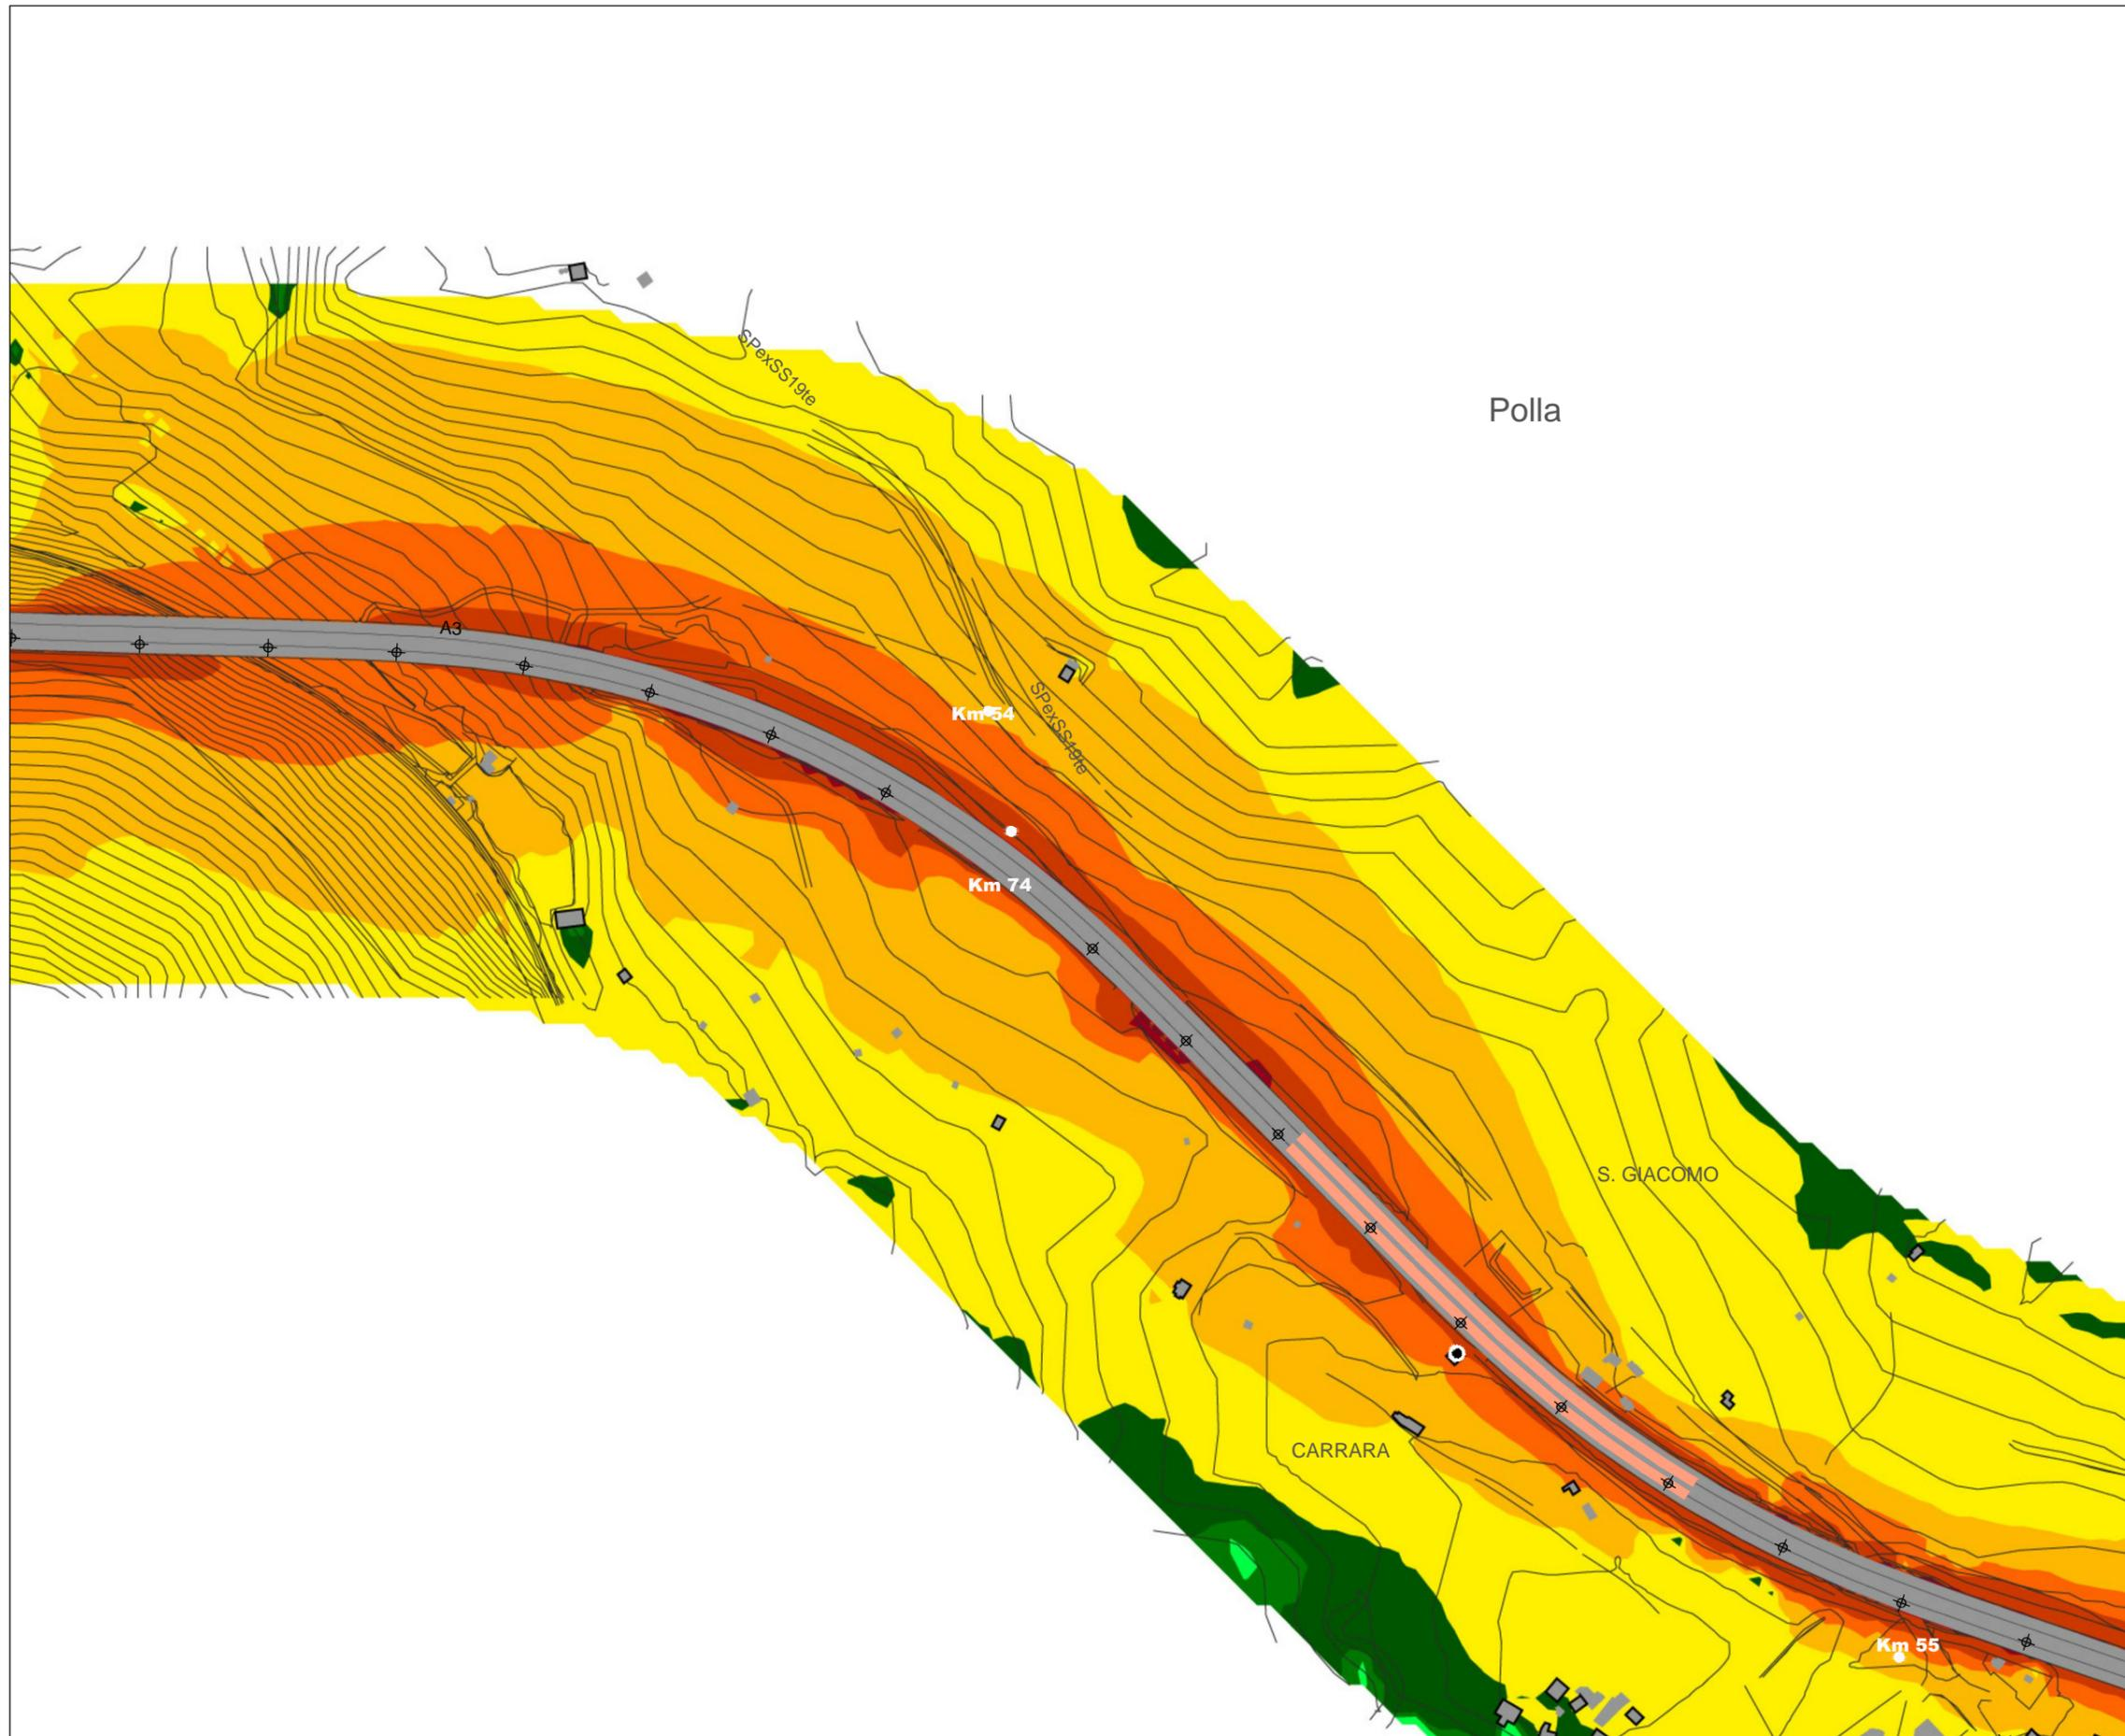 SPexSS19te
Polla
A3
SPexSS19te
Km 54
Km 74
S. GIACOMO
CARRARA
Km 55